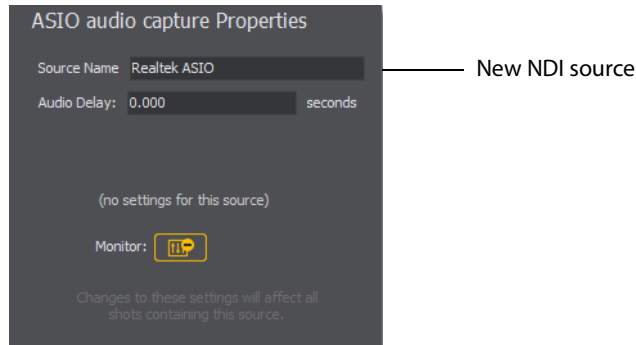 ASIO audio capture Properties
Source Name Realtek ASIO
New NDI source
Audio Delay: 0.000 seconds
(no settings for this source)
Monitor:
Changes to these settings will affect all
shots containing this source.